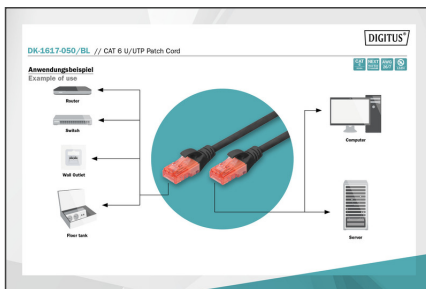 DIGITUS®
DK-1617-050/BL // CAT 6 U/UTP Patch Cord
Anwendungsbeispiel
Example of use
Router
Switch
Wall Outlet
Floor tank
Computer
Server